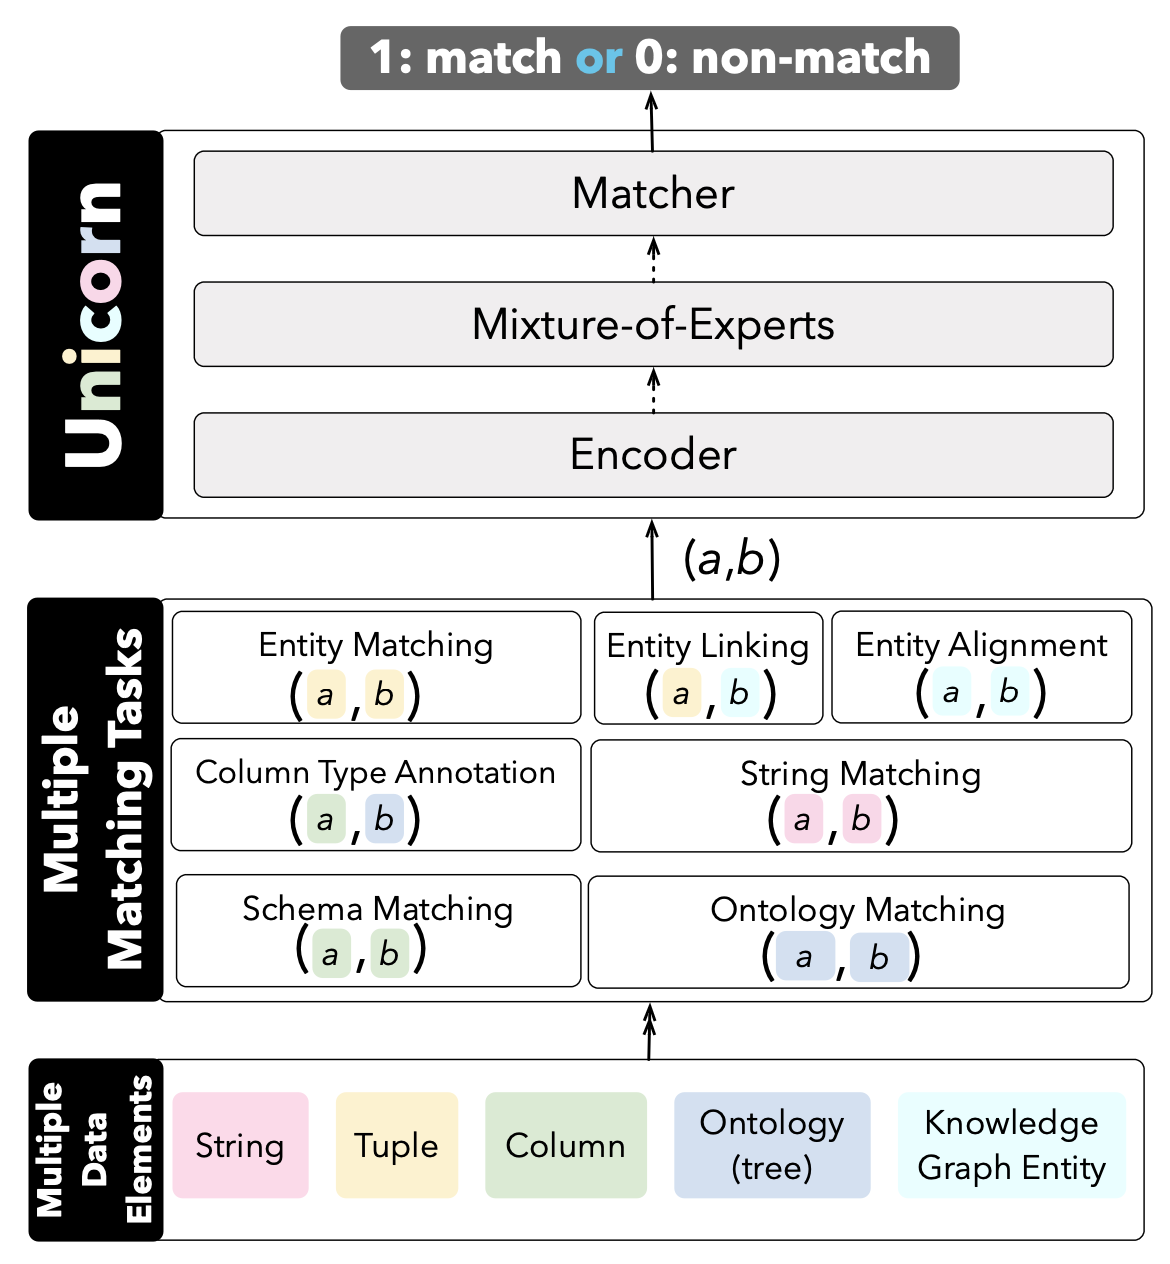 1: match or 0: non-match
Unicorn
Matcher
Mixture-of-Experts
Encoder
(a,b)
Multiple
Matching Tasks
Entity Matching
(a, b)
Entity Linking
(a, b)
Entity Alignment
(a, b)
Column Type Annotation
(a, b)
String Matching
(a, b)
Schema Matching
(a, b)
Ontology Matching
(a, b)
Multiple
Data
Elements
String
Tuple
Column
Ontology
(tree)
Knowledge
Graph Entity